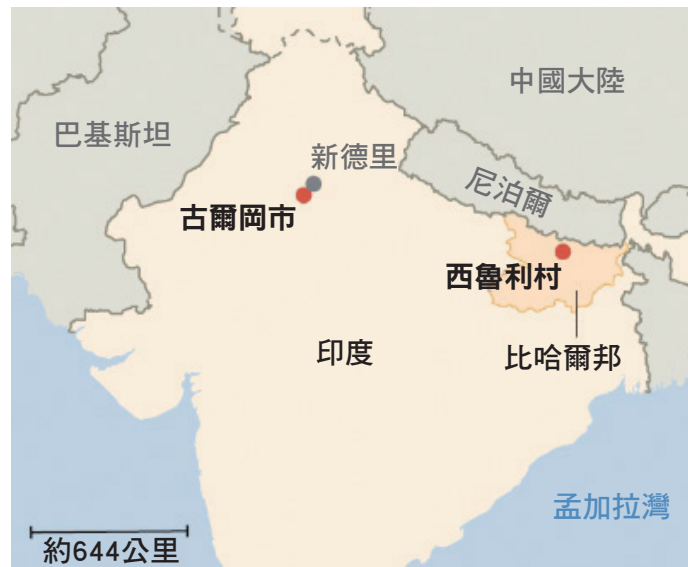 中國大陸
巴基斯坦
新德里
尼泊爾
古爾岡市
西魯利村
印度
比哈爾邦
孟加拉灣
約644公里